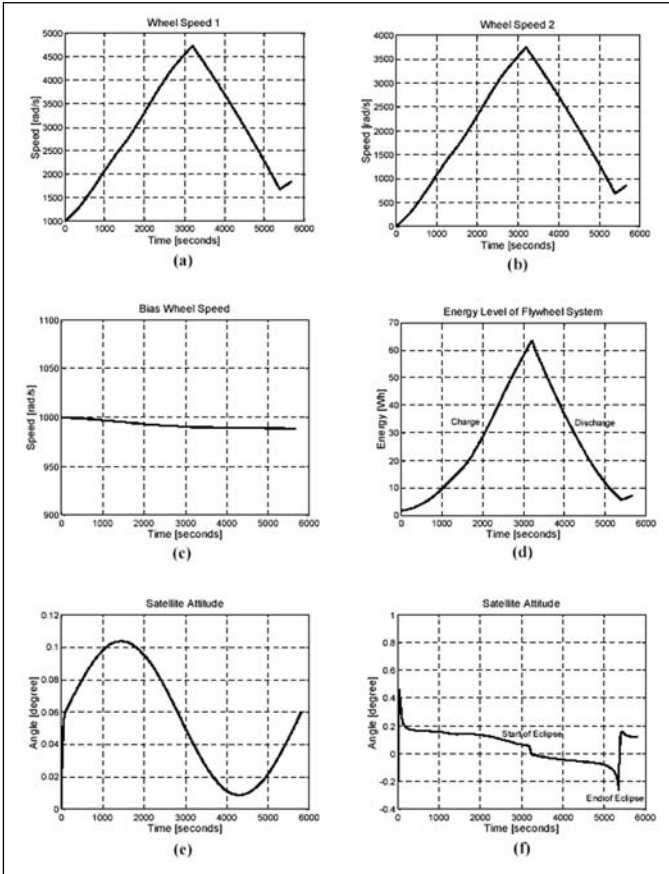 Wheel Speed 1
5000
4500
4000
3500
3000
2500
2000
1500
1000
Speed [rad/s]
0 1000 2000 3000 4000 5000 6000
Time [seconds]
(a)
Wheel Speed 2
4000
3500
3000
2500
2000
1500
1000
500
0
Speed [rad/s]
0 1000 2000 3000 4000 5000 6000
Time [seconds]
(b)
Bias Wheel Speed
1100
1050
1000
950
900
Speed [rad/s]
0 1000 2000 3000 4000 5000 6000
Time [seconds]
(c)
Energy Level of Flywheel System
70
60
50
40
30
20
10
0
Energy [Wh]
Charge
Discharge
0 1000 2000 3000 4000 5000 6000
Time [seconds]
(d)
Satellite Attitude
0.12
0.1
0.08
0.06
0.04
0.02
0
Angle [degree]
0 1000 2000 3000 4000 5000 6000
Time [seconds]
(e)
Satellite Attitude
1
0.8
0.6
0.4
0.2
0
-0.2
-0.4
Angle [degree]
Start of Eclipse
End of Eclipse
0 1000 2000 3000 4000 5000 6000
Time [seconds]
(f)